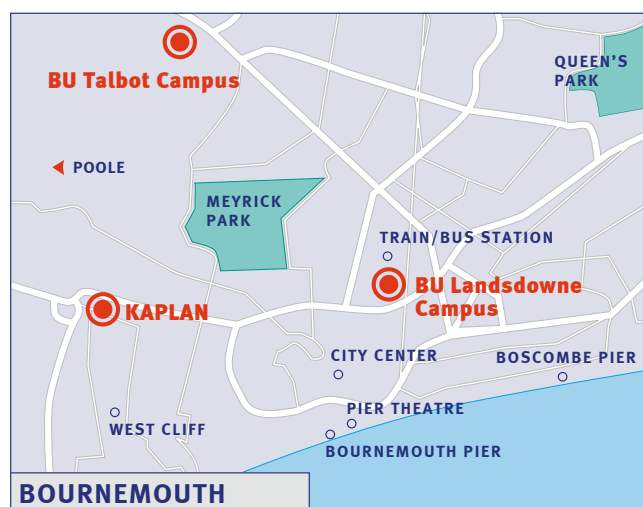 QUEEN'S
PARK
BU Talbot Campus
POOLE
MEYRICK
PARK
TRAIN/BUS STATION
BU Landsdowne
Campus
KAPLAN
CITY CENTER
BOSCOMBE PIER
PIER THEATRE
WEST CLIFF
BOURNEMOUTH PIER
BOURNEMOUTH